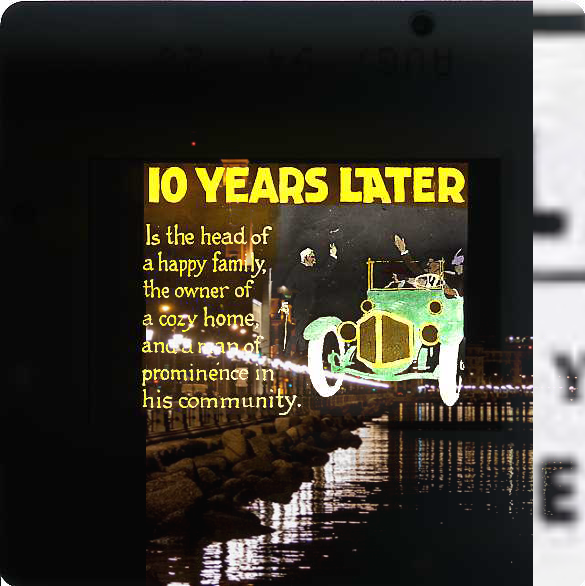 10 YEARS LATER
Is the head of
a happy family,
the owner of
a cozy home,
and a man of
prominence in
his community.